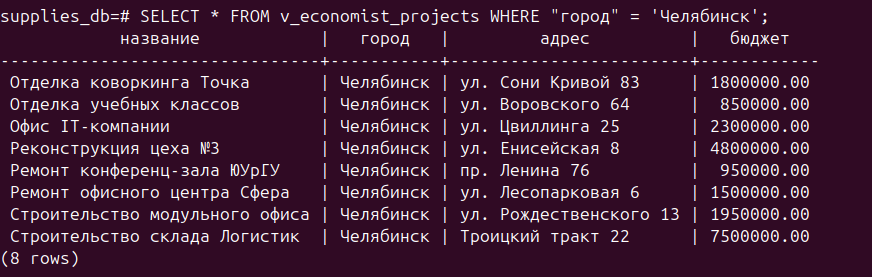 supplies_db=# SELECT * FROM v_economist_projects WHERE "город" = 'Челябинск';
            название            |   город   |         адрес          |   бюджет
--------------------------------+-----------+------------------------+------------
 Отделка коворкинга Точка       | Челябинск | ул. Сони Кривой 83     | 1800000.00
 Отделка учебных классов        | Челябинск | ул. Воровского 64      |  850000.00
 Офис IT-компании               | Челябинск | ул. Цвиллинга 25       | 2300000.00
 Реконструкция цеха №3          | Челябинск | ул. Енисейская 8       | 4800000.00
 Ремонт конференц-зала ЮУрГУ    | Челябинск | пр. Ленина 76          |  950000.00
 Ремонт офисного центра Сфера   | Челябинск | ул. Лесопарковая 6     | 1500000.00
 Строительство модульного офиса | Челябинск | ул. Рождественского 13 | 1950000.00
 Строительство склада Логистик  | Челябинск | Троицкий тракт 22      | 7500000.00
(8 rows)